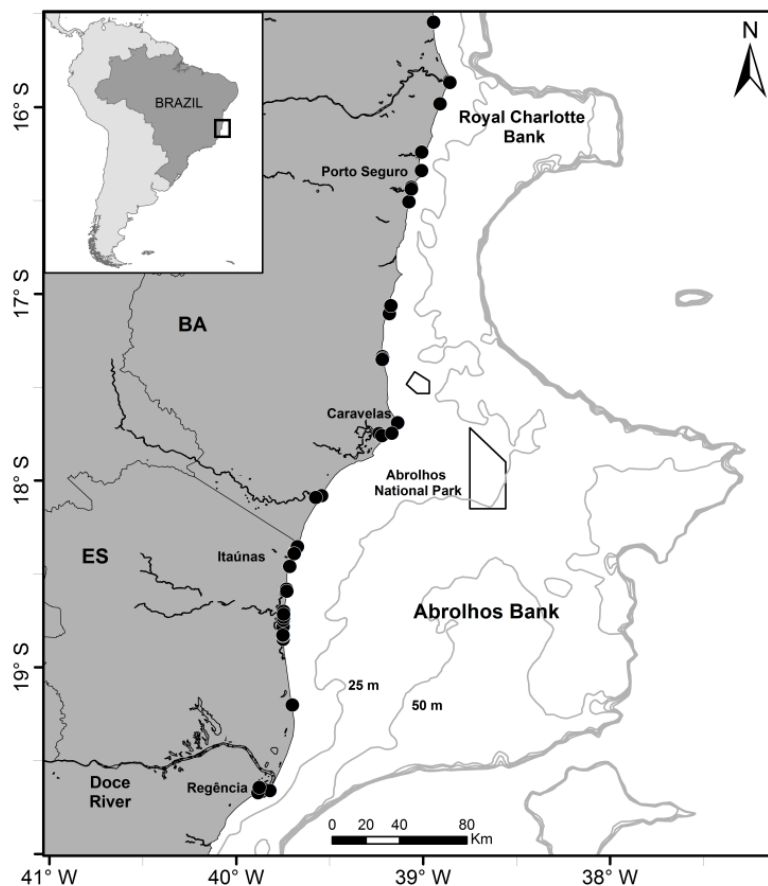 BRAZIL
N
16° S
Royal Charlotte
Bank
Porto Seguro
17° S
BA
Caravelas
18° S
Abrolhos
National Park
ES
Itaúnas
Abrolhos Bank
19° S
25 m
50 m
Doce
River
Regência
0 20 40 80
Km
41° W 40° W 39° W 38° W